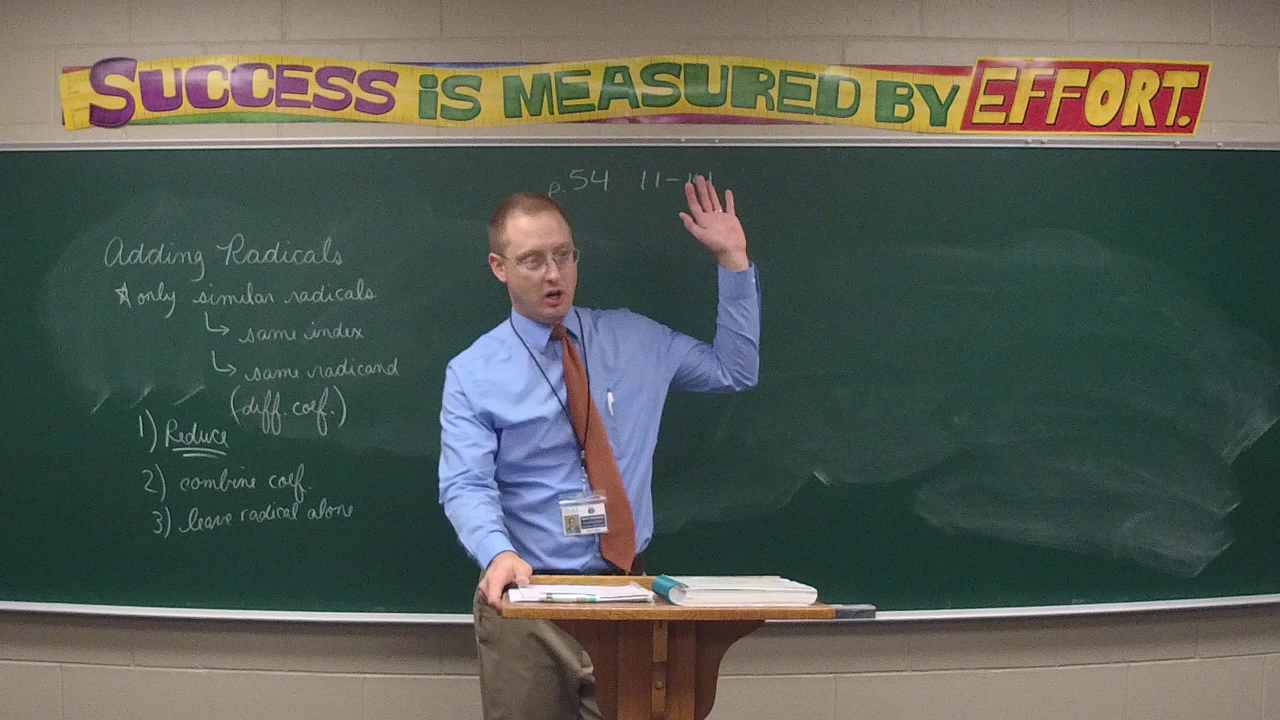 SUCCESS IS MEASURED BY EFFORT.
p.54 11-
Adding Radicals
* only similar radicals
↳ same index
↳ same radicand
(diff. coef.)
1) Reduce
2) combine coef.
3) leave radical alone